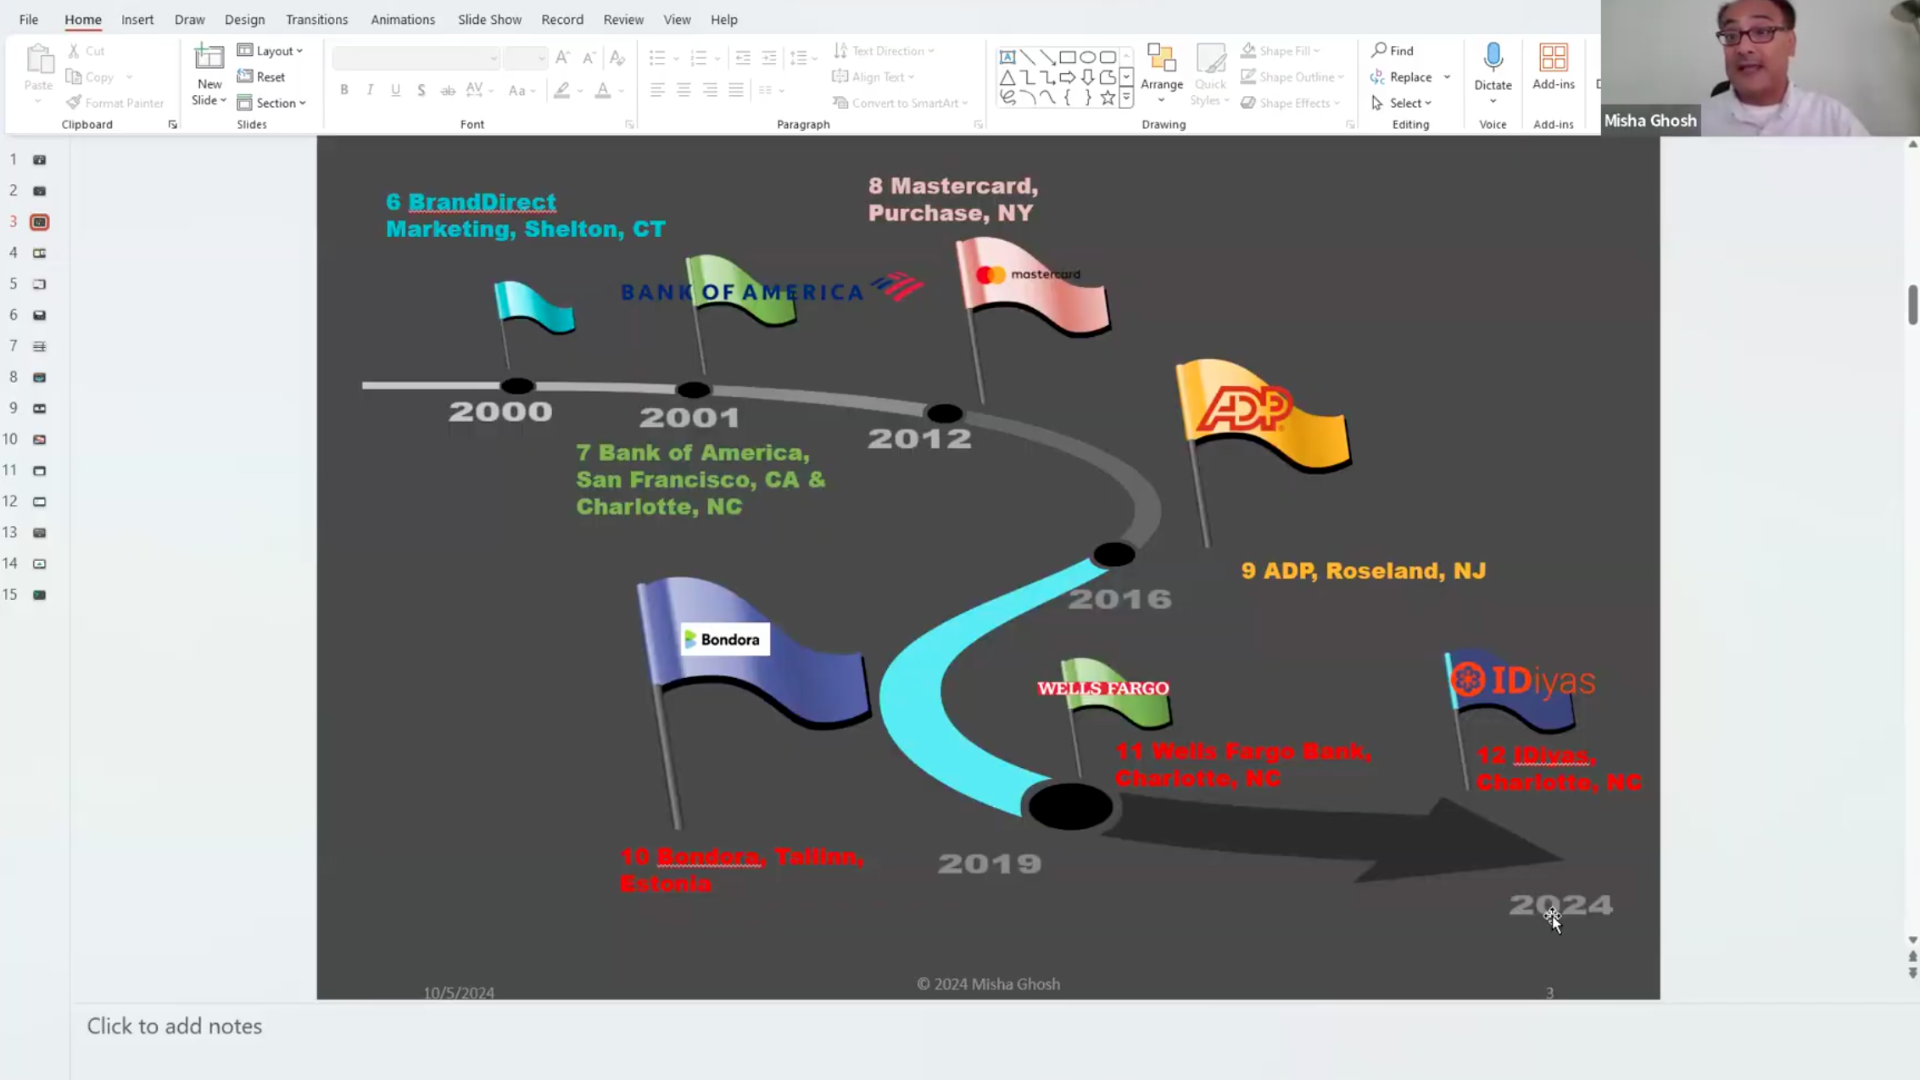 File Home Insert Draw Design Transitions Animations Slide Show Record Review View Help
Paste
Cut
Copy
Format Painter
Clipboard
New
Slide
Layout
Reset
Section
Slides
B I U S ab AV Aa A
Font
Text Direction
Align Text
Convert to SmartArt
Paragraph
Arrange
Quick
Styles
Shape Fill
Shape Outline
Shape Effects
Drawing
Find
Replace
Select
Editing
Dictate
Voice
Add-ins
Add-ins
Misha Ghosh
1
2
3
4
5
6
7
8
9
10
11
12
13
14
15
6 BrandDirect
Marketing, Shelton, CT
8 Mastercard,
Purchase, NY
BANK OF AMERICA
mastercard
ADP
2000
2001
2012
7 Bank of America,
San Francisco, CA &
Charlotte, NC
9 ADP, Roseland, NJ
2016
Bondora
WELLS FARGO
IDiyas
11 Wells Fargo Bank,
Charlotte, NC
12 IDiyas,
Charlotte, NC
10 Bondora, Tallinn,
Estonia
2019
2024
10/5/2024
© 2024 Misha Ghosh
3
Click to add notes